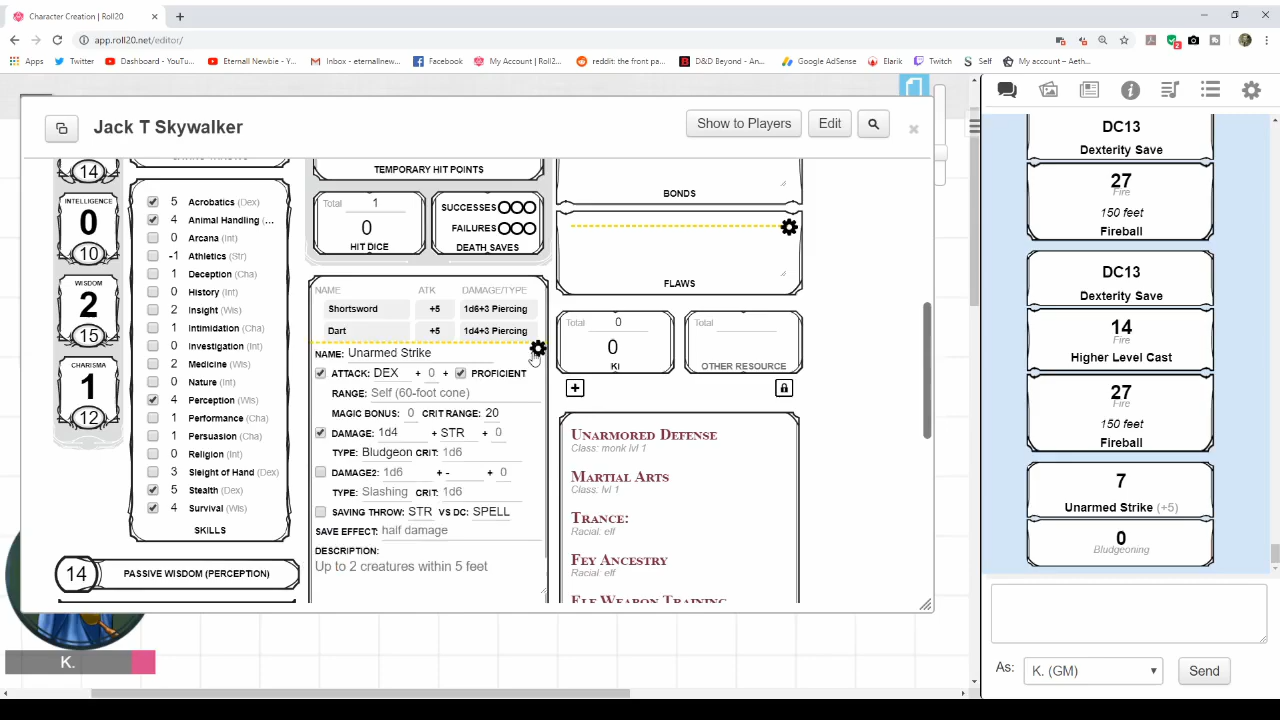 Character Creation | Roll20
app.roll20.net/editor/
Apps Twitter Dashboard - YouTu... Eternall Newbie - Y... Inbox - eternallnew... Facebook My Account | Roll2... reddit: the front pa... D&D Beyond - An... Google AdSense Elarik Twitch Self My account – Aeth...
Jack T Skywalker
Show to Players
Edit
14
INTELLIGENCE
0
10
WISDOM
2
15
CHARISMA
1
12
5 Acrobatics (Dex)
4 Animal Handling (...
0 Arcana (Int)
-1 Athletics (Str)
1 Deception (Cha)
0 History (Int)
2 Insight (Wis)
1 Intimidation (Cha)
0 Investigation (Int)
2 Medicine (Wis)
0 Nature (Int)
4 Perception (Wis)
1 Performance (Cha)
1 Persuasion (Cha)
0 Religion (Int)
3 Sleight of Hand (Dex)
5 Stealth (Dex)
4 Survival (Wis)
SKILLS
14 PASSIVE WISDOM (PERCEPTION)
TEMPORARY HIT POINTS
Total 1
0
HIT DICE
SUCCESSES
FAILURES
DEATH SAVES
NAME ATK DAMAGE/TYPE
Shortsword +5 1d6+3 Piercing
Dart +5 1d4+3 Piercing
NAME: Unarmed Strike
ATTACK: DEX + 0 + PROFICIENT
RANGE: Self (60-foot cone)
MAGIC BONUS: 0 CRIT RANGE: 20
DAMAGE: 1d4 + STR + 0
TYPE: Bludgeon CRIT: 1d6
DAMAGE2: 1d6 + - + 0
TYPE: Slashing CRIT: 1d6
SAVING THROW: STR VS DC: SPELL
SAVE EFFECT: half damage
DESCRIPTION:
Up to 2 creatures within 5 feet
BONDS
FLAWS
Total 0
0
KI
Total
OTHER RESOURCE
UNARMORED DEFENSE
Class: monk lvl 1
MARTIAL ARTS
Class: lvl 1
TRANCE:
Racial: elf
FEY ANCESTRY
Racial: elf
ELF WEAPON TRAINING
DC13
Dexterity Save
27
Fire
150 feet
Fireball
DC13
Dexterity Save
14
Fire
Higher Level Cast
27
Fire
150 feet
Fireball
7
Unarmed Strike (+5)
0
Bludgeoning
As: K. (GM)
Send
K.